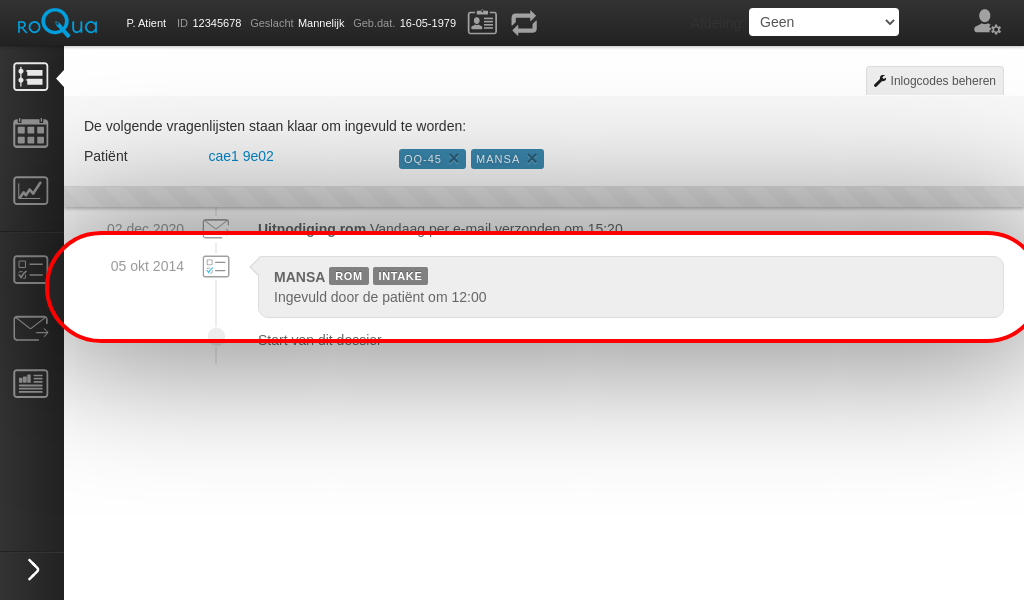 roQua P. Atient ID 12345678 Geslacht Mannelijk Geb.dat. 16-05-1979 Afdeling Geen
Inlogcodes beheren
De volgende vragenlijsten staan klaar om ingevuld te worden:
Patiënt cae1 9e02 OQ-45 MANSA
02 dec 2020 Uitnodiging rom Vandaag per e-mail verzonden om 15:20
05 okt 2014 MANSA ROM INTAKE
Ingevuld door de patiënt om 12:00
Start van dit dossier